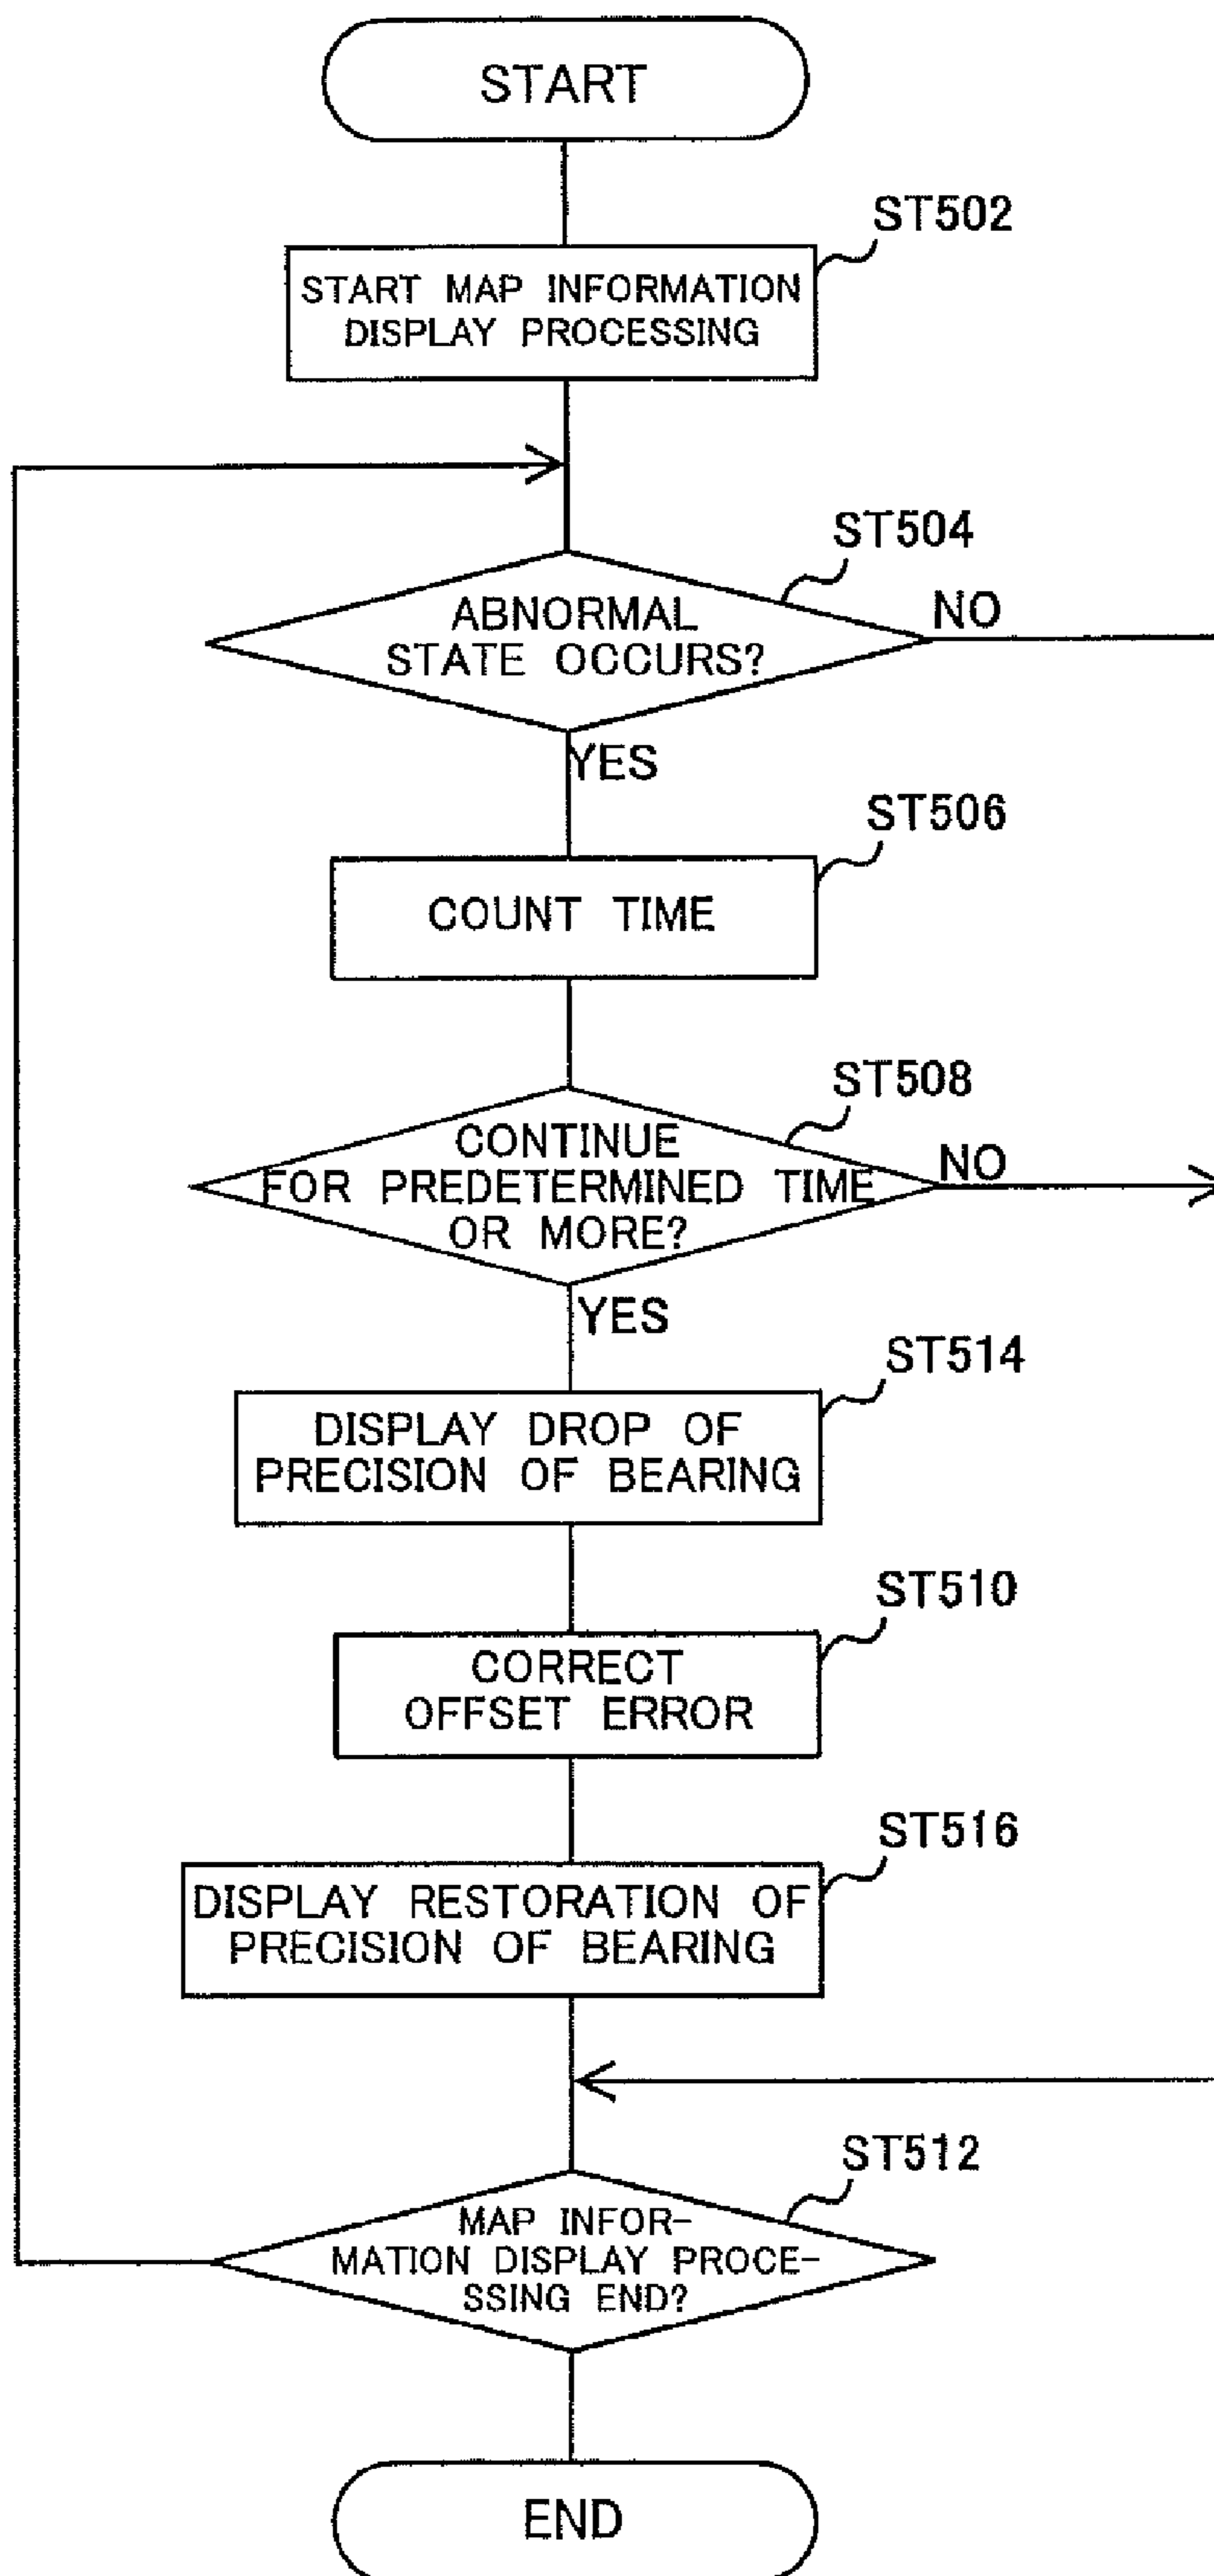 START
ST502
START MAP INFORMATION
DISPLAY PROCESSING
ST504
ABNORMAL
STATE OCCURS?
NO
YES
ST506
COUNT TIME
ST508
CONTINUE
FOR PREDETERMINED TIME
OR MORE?
NO
YES
ST514
DISPLAY DROP OF
PRECISION OF BEARING
ST510
CORRECT
OFFSET ERROR
ST516
DISPLAY RESTORATION OF
PRECISION OF BEARING
ST512
MAP INFOR-
MATION DISPLAY PROCE-
SSING END?
END